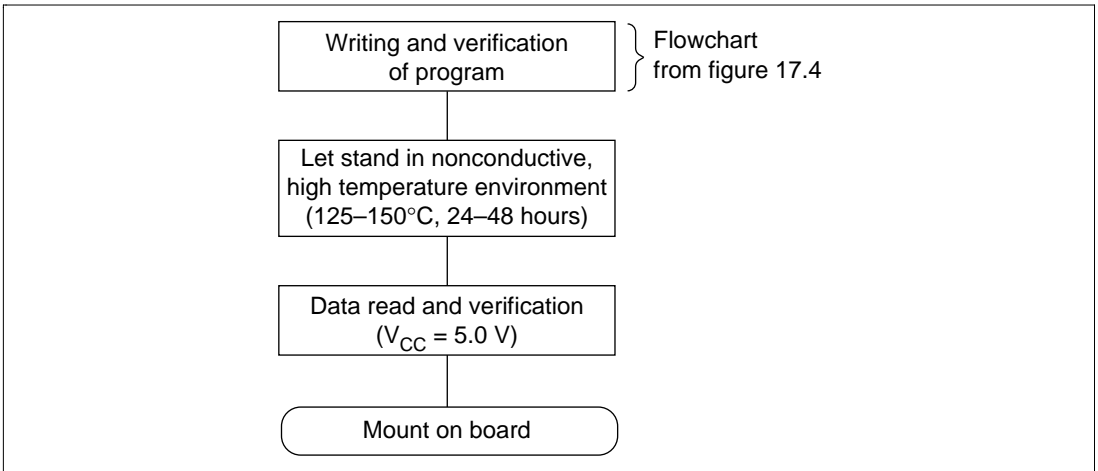 Writing and verification
of program
Flowchart
from figure 17.4
Let stand in nonconductive,
high temperature environment
(125–150°C, 24–48 hours)
Data read and verification
(VCC = 5.0 V)
Mount on board